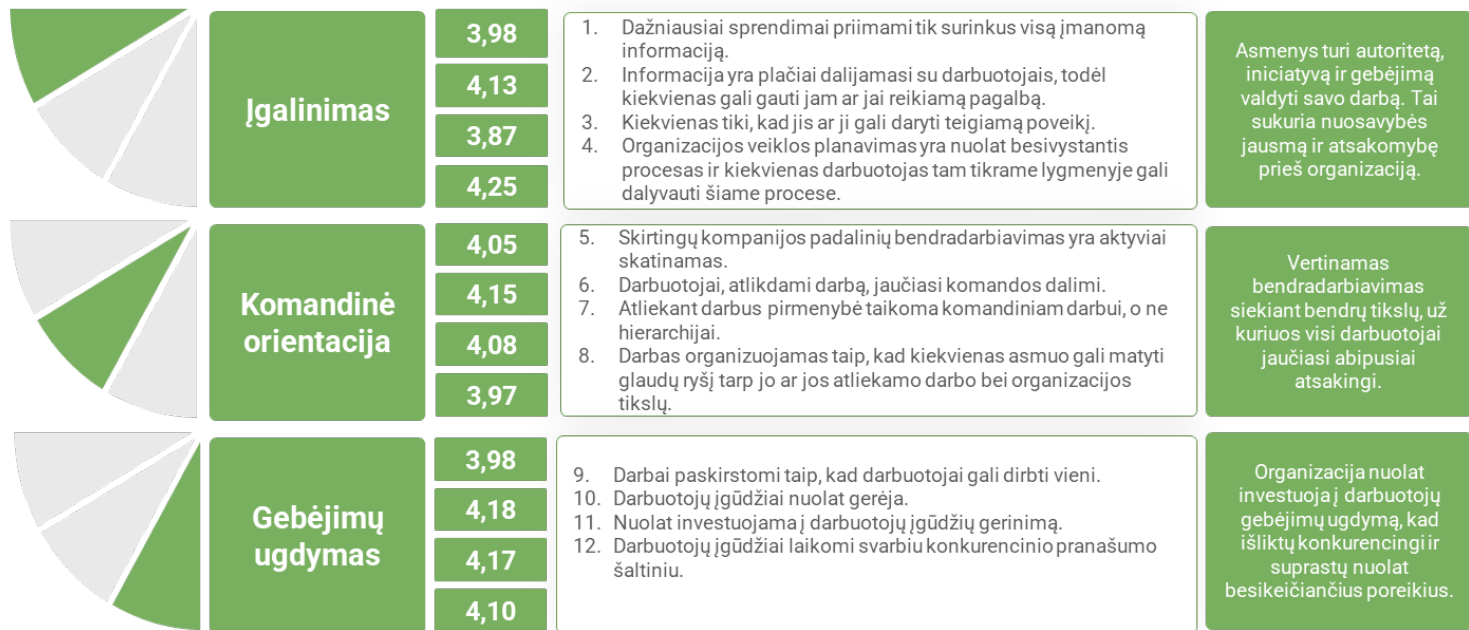 Įgalinimas
3,98
4,13
3,87
4,25
1. Dažniausiai sprendimai priimami tik surinkus visą įmanomą
informaciją.
2. Informacija yra plačiai dalijamasi su darbuotojais, todėl
kiekvienas gali gauti jam ar jai reikiamą pagalbą.
3. Kiekvienas tiki, kad jis ar ji gali daryti teigiamą poveikį.
4. Organizacijos veiklos planavimas yra nuolat besivystantis
procesas ir kiekvienas darbuotojas tam tikrame lygmenyje gali
dalyvauti šiame procese.
Asmenys turi autoritetą,
iniciatyvą ir gebėjimą
valdyti savo darbą. Tai
sukuria nuosavybės
jausmą ir atsakomybę
prieš organizaciją.
Komandinė
orientacija
4,05
4,15
4,08
3,97
5. Skirtingų kompanijos padalinių bendradarbiavimas yra aktyviai
skatinamas.
6. Darbuotojai, atlikdami darbą, jaučiasi komandos dalimi.
7. Atliekant darbus pirmenybė taikoma komandiniam darbui, o ne
hierarchijai.
8. Darbas organizuojamas taip, kad kiekvienas asmuo gali matyti
glaudų ryšį tarp jo ar jos atliekamo darbo bei organizacijos
tikslų.
Vertinamas
bendradarbiavimas
siekiant bendrų tikslų, už
kuriuos visi darbuotojai
jaučiasi abipusiai
atsakingi.
Gebėjimų
ugdymas
3,98
4,18
4,17
4,10
9. Darbai paskirstomi taip, kad darbuotojai gali dirbti vieni.
10. Darbuotojų įgūdžiai nuolat gerėja.
11. Nuolat investuojama į darbuotojų įgūdžių gerinimą.
12. Darbuotojų įgūdžiai laikomi svarbiu konkurencinio pranašumo
šaltiniu.
Organizacija nuolat
investuoja į darbuotojų
gebėjimų ugdymą, kad
išliktų konkurencingi ir
suprastų nuolat
besikeičiančius poreikius.